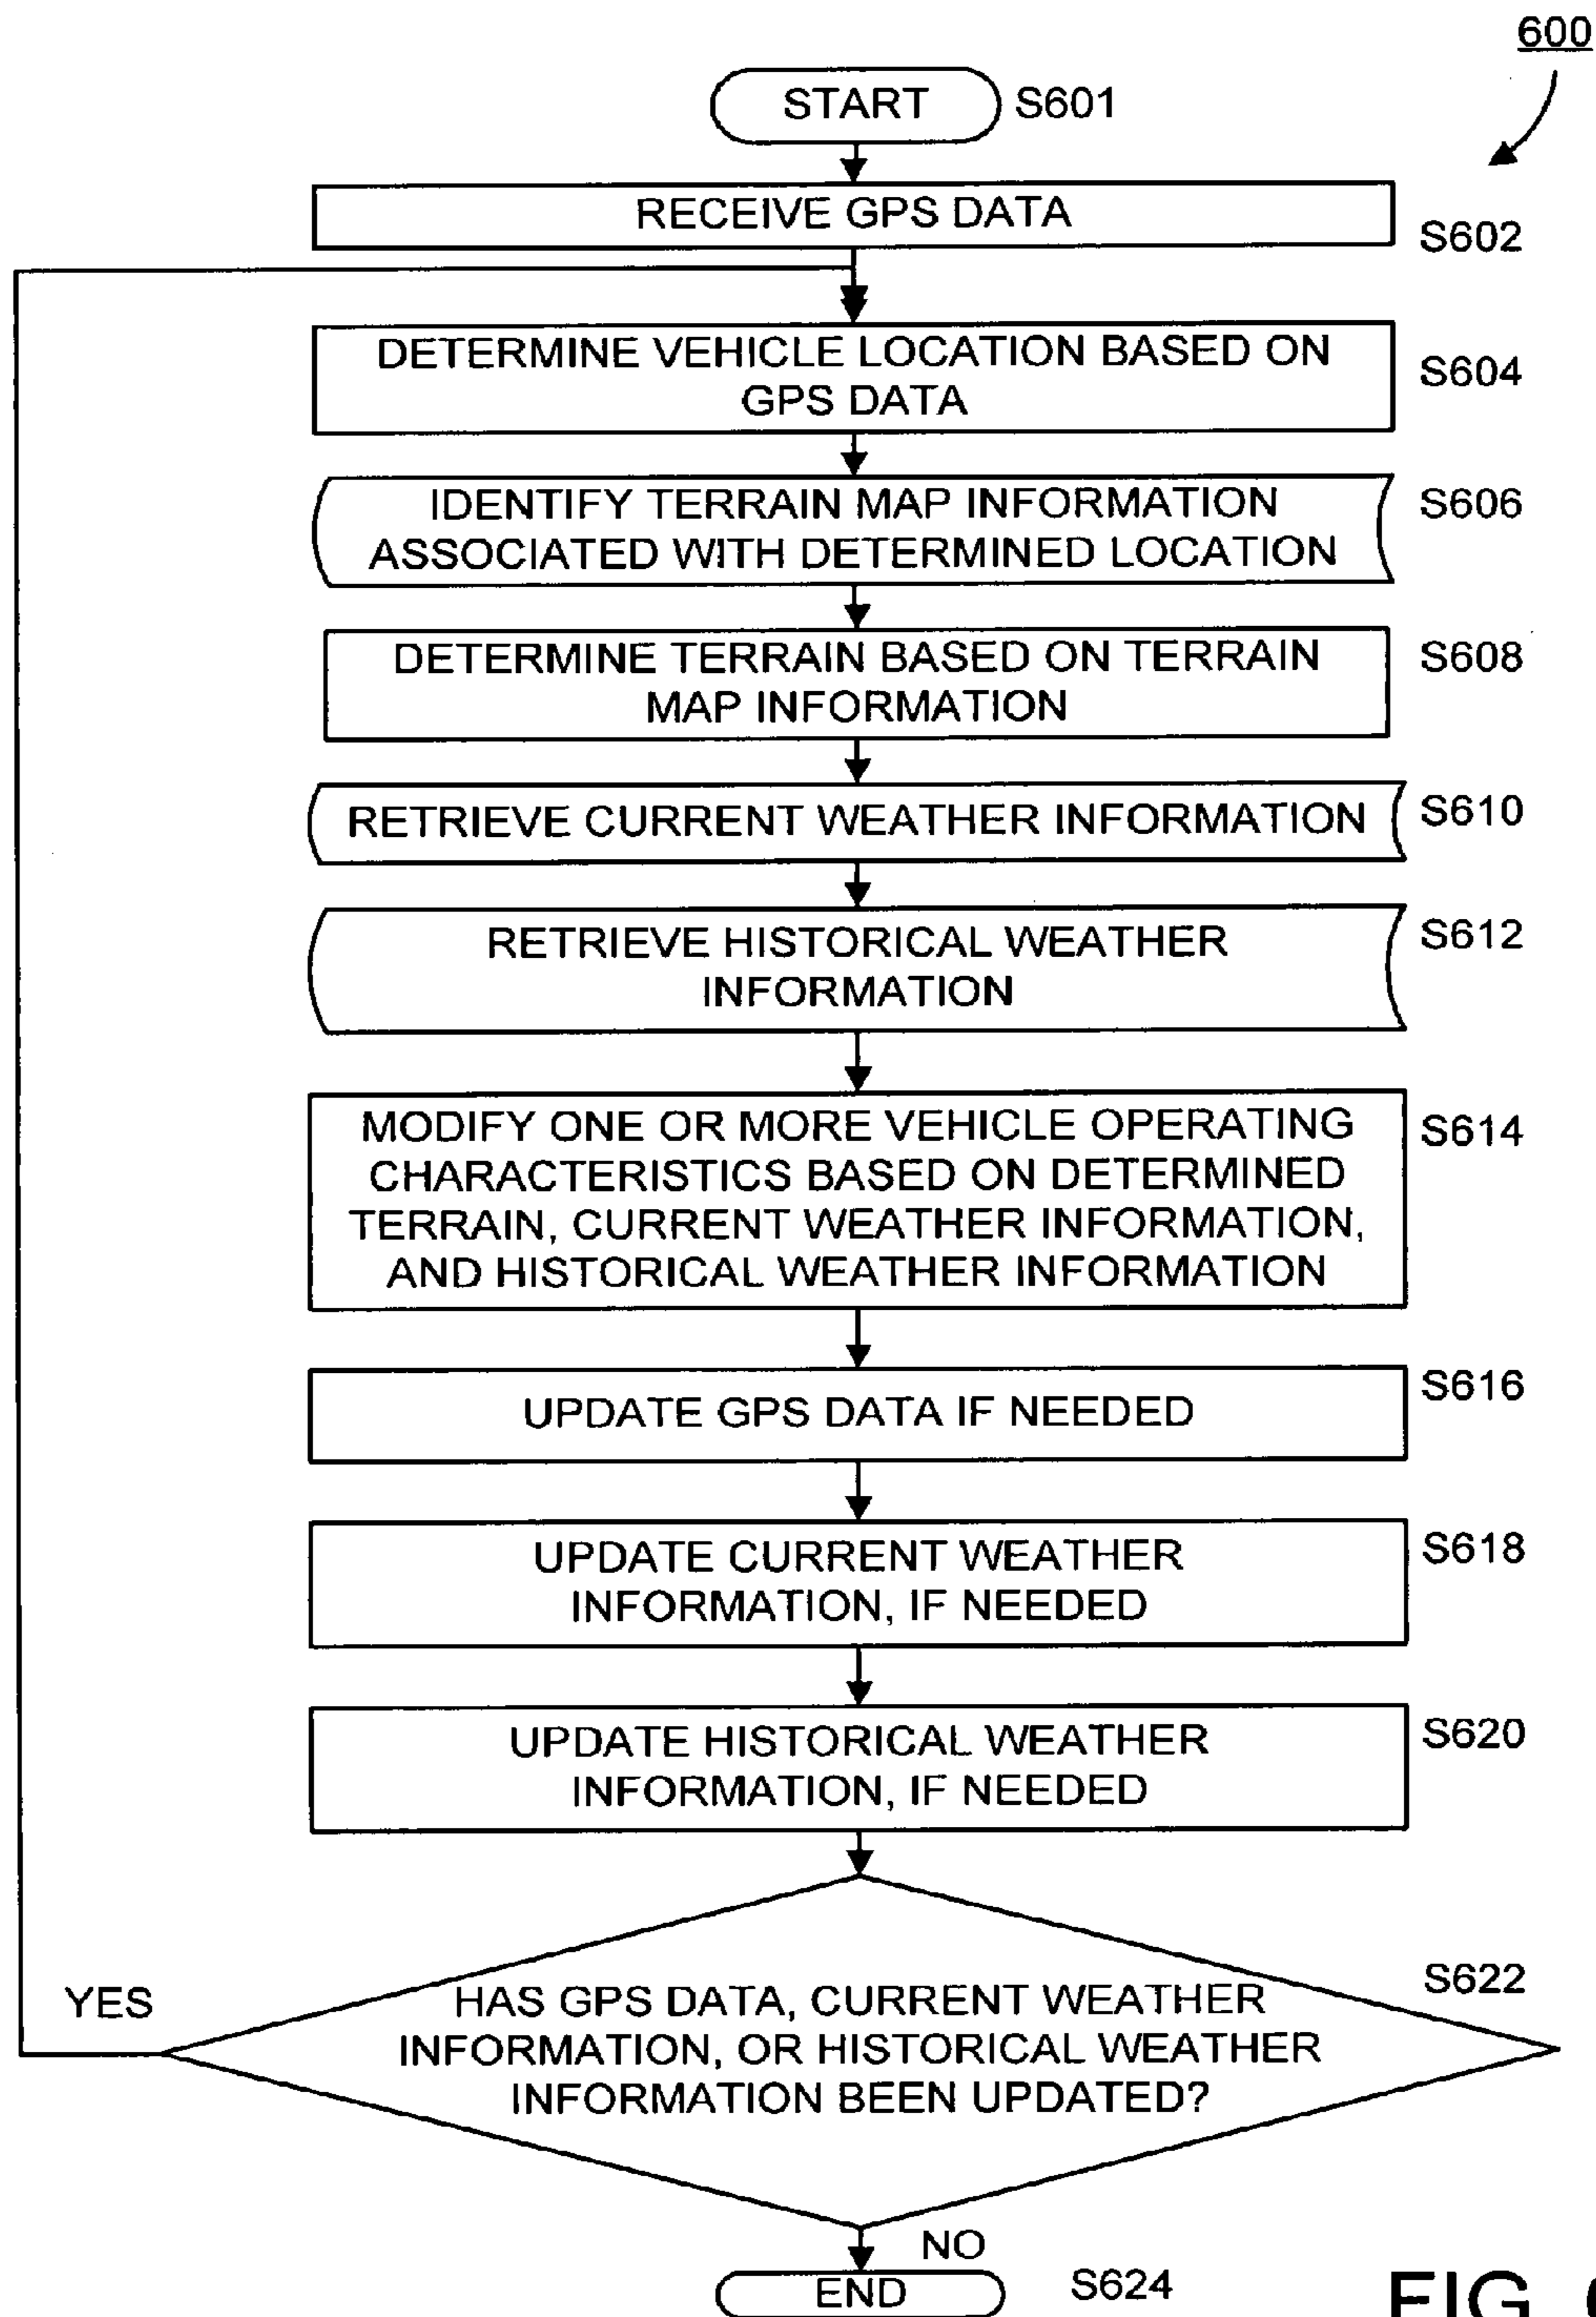 600
START S601
RECEIVE GPS DATA
S602
DETERMINE VEHICLE LOCATION BASED ON
GPS DATA
S604
IDENTIFY TERRAIN MAP INFORMATION
ASSOCIATED WITH DETERMINED LOCATION
S606
DETERMINE TERRAIN BASED ON TERRAIN
MAP INFORMATION
S608
RETRIEVE CURRENT WEATHER INFORMATION
S610
RETRIEVE HISTORICAL WEATHER
INFORMATION
S612
MODIFY ONE OR MORE VEHICLE OPERATING
CHARACTERISTICS BASED ON DETERMINED
TERRAIN, CURRENT WEATHER INFORMATION,
AND HISTORICAL WEATHER INFORMATION
S614
UPDATE GPS DATA IF NEEDED
S616
UPDATE CURRENT WEATHER
INFORMATION, IF NEEDED
S618
UPDATE HISTORICAL WEATHER
INFORMATION, IF NEEDED
S620
YES
HAS GPS DATA, CURRENT WEATHER
INFORMATION, OR HISTORICAL WEATHER
INFORMATION BEEN UPDATED?
S622
NO
END S624
FIG